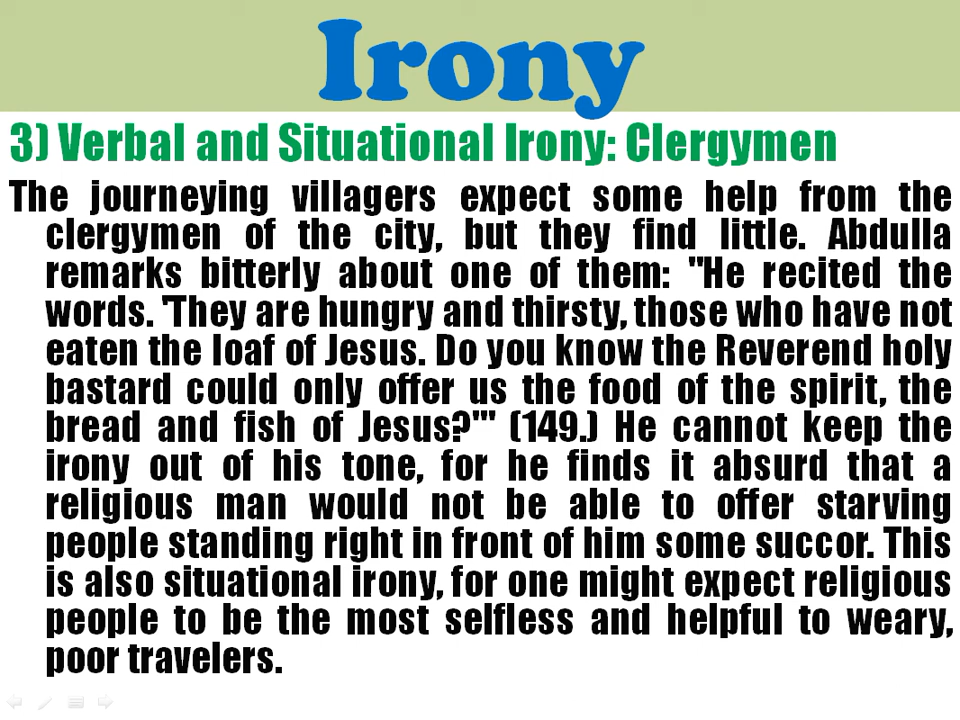 Irony
3) Verbal and Situational Irony: Clergymen
The journeying villagers expect some help from the
clergymen of the city, but they find little. Abdulla
remarks bitterly about one of them: "He recited the
words. 'They are hungry and thirsty, those who have not
eaten the loaf of Jesus. Do you know the Reverend holy
bastard could only offer us the food of the spirit, the
bread and fish of Jesus?'" (149.) He cannot keep the
irony out of his tone, for he finds it absurd that a
religious man would not be able to offer starving
people standing right in front of him some succor. This
is also situational irony, for one might expect religious
people to be the most selfless and helpful to weary,
poor travelers.